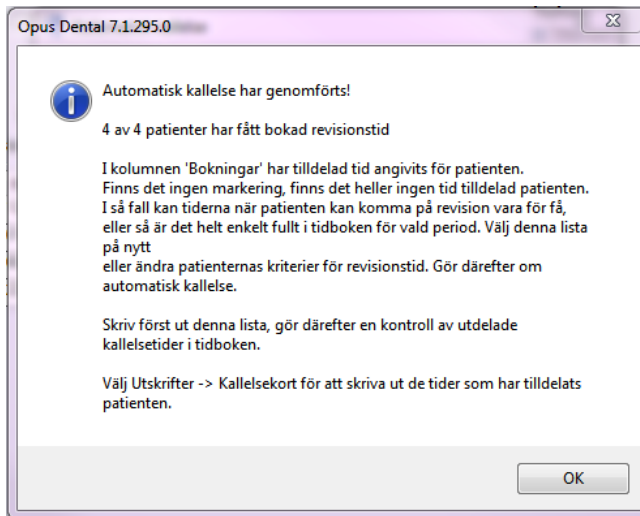 Opus Dental 7.1.295.0
Automatisk kallelse har genomförts!
4 av 4 patienter har fått bokad revisionstid
I kolumnen 'Bokningar' har tilldelad tid angivits för patienten.
Finns det ingen markering, finns det heller ingen tid tilldelad patienten.
I så fall kan tiderna när patienten kan komma på revision vara för få,
eller så är det helt enkelt fullt i tidboken för vald period. Välj denna lista
på nytt
eller ändra patienternas kriterier för revisionstid. Gör därefter om
automatisk kallelse.
Skriv först ut denna lista, gör därefter en kontroll av utdelade
kallelsetider i tidboken.
Välj Utskrifter -> Kallelsekort för att skriva ut de tider som har tilldelats
patienten.
OK